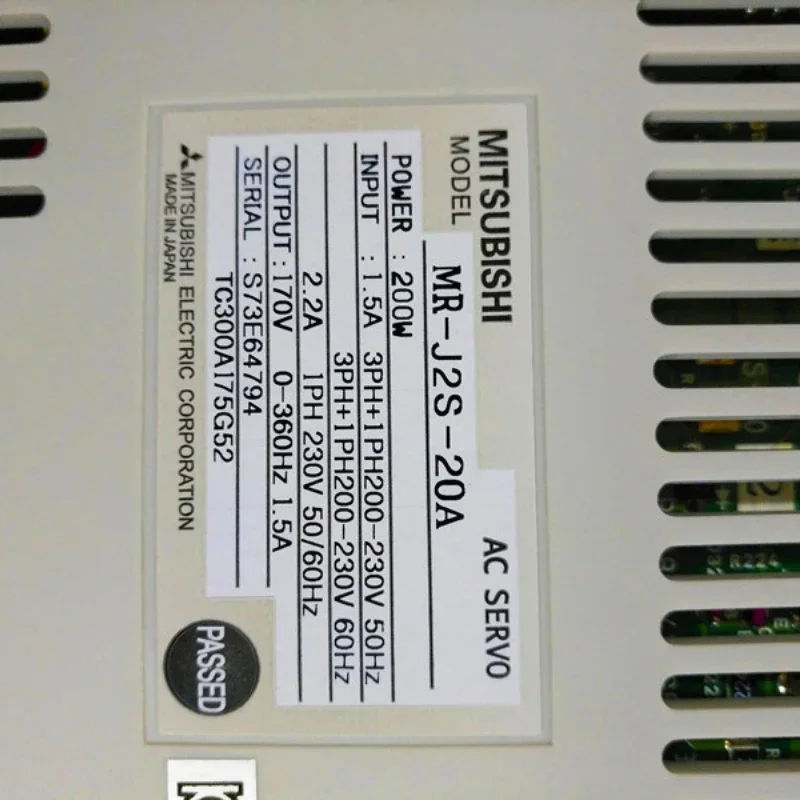 MITSUBISHI AC SERVO
MODEL MR-J2S-20A
POWER : 200W
INPUT : 1.5A 3PH+1PH200-230V 50Hz
3PH+1PH200-230V 60Hz
2.2A 1PH 230V 50/60Hz
OUTPUT : 170V 0-360Hz 1.5A
SERIAL : S73E64794
TC300A175G52
MITSUBISHI ELECTRIC CORPORATION
MADE IN JAPAN
PASSED
R224